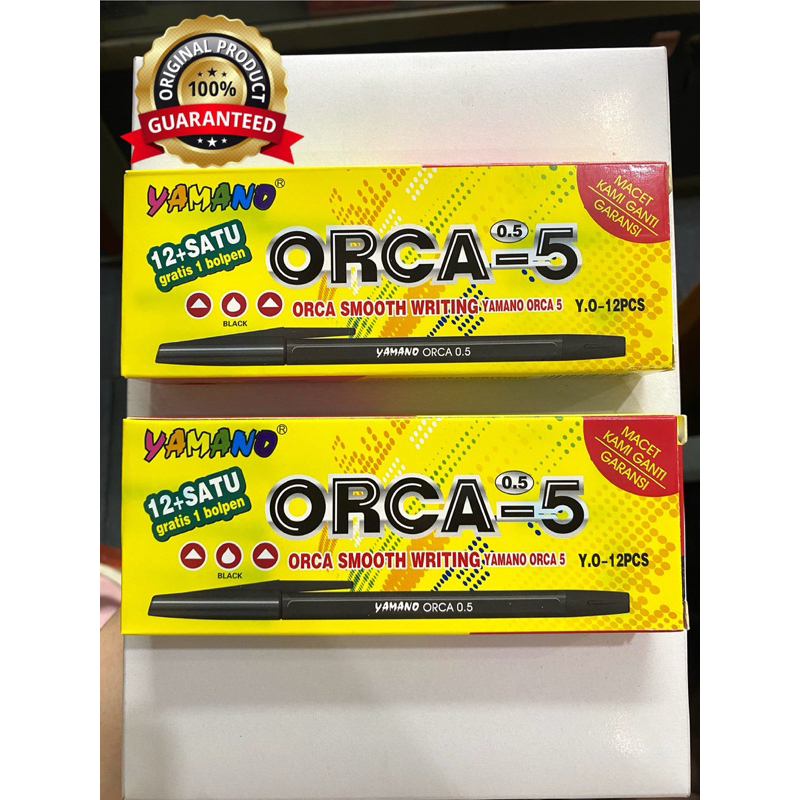 ORIGINAL PRODUCT
100%
GUARANTEED
YAMANO®
12+SATU
gratis 1 bolpen
ORCA-5
0.5
MACET
KAMI GANTI
GARANSI
BLACK
ORCA SMOOTH WRITING YAMANO ORCA 5 Y.O-12PCS
YAMANO ORCA 0.5
YAMANO®
12+SATU
gratis 1 bolpen
ORCA-5
0.5
MACET
KAMI GANTI
GARANSI
BLACK
ORCA SMOOTH WRITING YAMANO ORCA 5 Y.O-12PCS
YAMANO ORCA 0.5